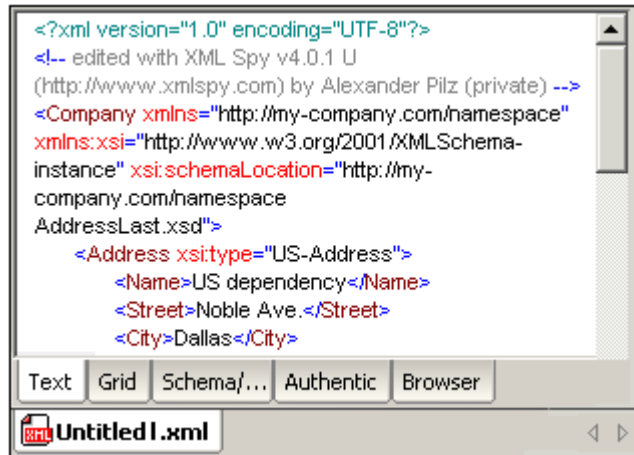 <?xml version="1.0" encoding="UTF-8"?>
<!-- edited with XML Spy v4.0.1 U
(http://www.xmlspy.com) by Alexander Pilz (private) -->
<Company xmlns="http://my-company.com/namespace"
xmlns:xsi="http://www.w3.org/2001/XMLSchema-
instance" xsi:schemaLocation="http://my-
company.com/namespace
AddressLast.xsd">
<Address xsi:type="US-Address">
<Name>US dependency</Name>
<Street>Noble Ave.</Street>
<City>Dallas</City>
Text Grid Schema/... Authentic Browser
XML Untitled1.xml